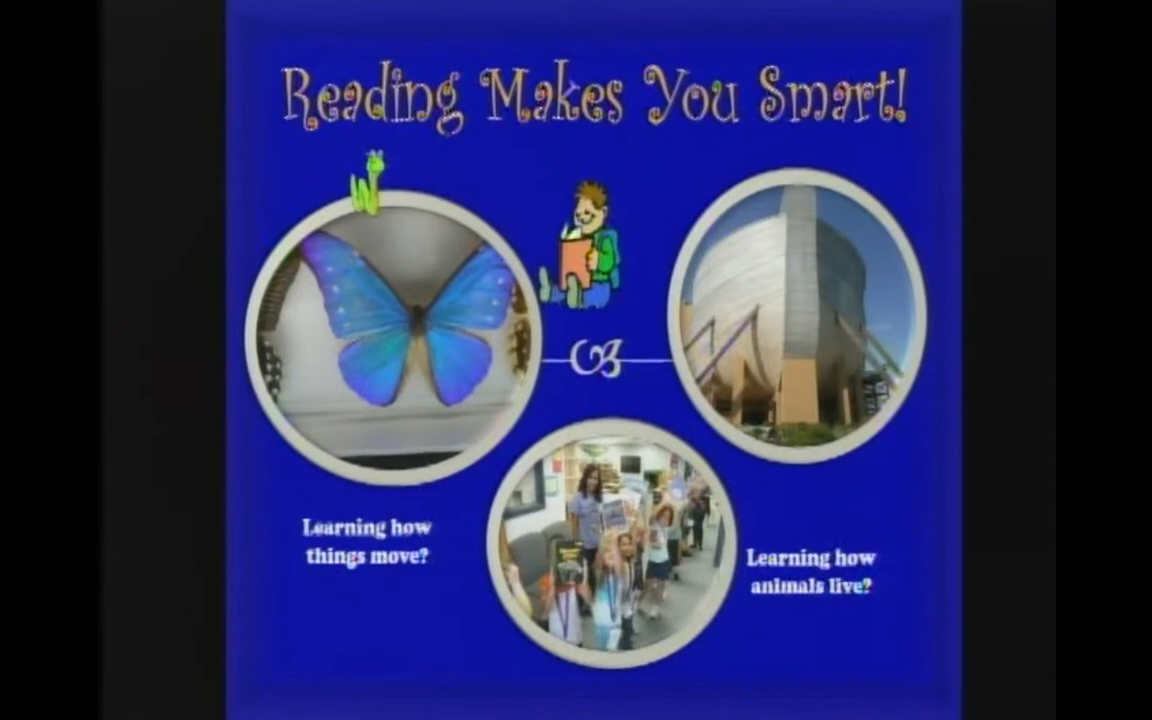 Reading Makes You Smart!
Learning how
things move?
Learning how
animals live?